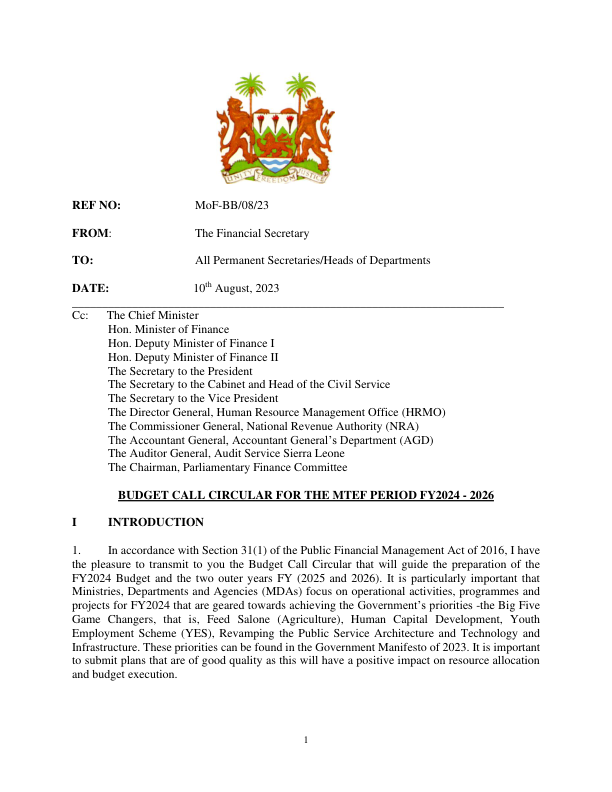 UNITY FREEDOM JUSTICE
REF NO: MoF-BB/08/23
FROM: The Financial Secretary
TO: All Permanent Secretaries/Heads of Departments
DATE: 10th August, 2023
Cc: The Chief Minister
Hon. Minister of Finance
Hon. Deputy Minister of Finance I
Hon. Deputy Minister of Finance II
The Secretary to the President
The Secretary to the Cabinet and Head of the Civil Service
The Secretary to the Vice President
The Director General, Human Resource Management Office (HRMO)
The Commissioner General, National Revenue Authority (NRA)
The Accountant General, Accountant General’s Department (AGD)
The Auditor General, Audit Service Sierra Leone
The Chairman, Parliamentary Finance Committee
BUDGET CALL CIRCULAR FOR THE MTEF PERIOD FY2024 - 2026
I INTRODUCTION
1. In accordance with Section 31(1) of the Public Financial Management Act of 2016, I have
the pleasure to transmit to you the Budget Call Circular that will guide the preparation of the
FY2024 Budget and the two outer years FY (2025 and 2026). It is particularly important that
Ministries, Departments and Agencies (MDAs) focus on operational activities, programmes and
projects for FY2024 that are geared towards achieving the Government’s priorities -the Big Five
Game Changers, that is, Feed Salone (Agriculture), Human Capital Development, Youth
Employment Scheme (YES), Revamping the Public Service Architecture and Technology and
Infrastructure. These priorities can be found in the Government Manifesto of 2023. It is important
to submit plans that are of good quality as this will have a positive impact on resource allocation
and budget execution.
1